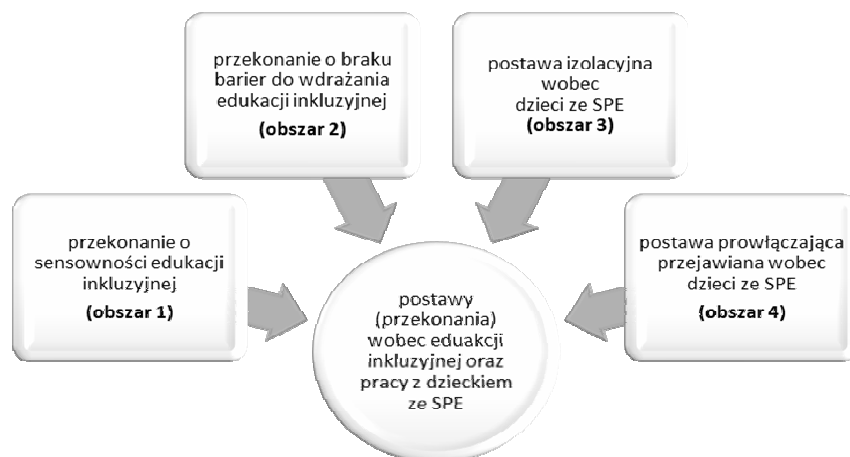 przekonanie o braku
barier do wdrażania
edukacji inkluzyjnej
(obszar 2)
postawa izolacyjna
wobec
dzieci ze SPE
(obszar 3)
przekonanie o
sensowności edukacji
inkluzyjnej
(obszar 1)
postawa prowłączająca
przejawiana wobec
dzieci ze SPE
(obszar 4)
postawy
(przekonania)
wobec eduakcji
inkluzyjnej oraz
pracy z dzieckiem
ze SPE